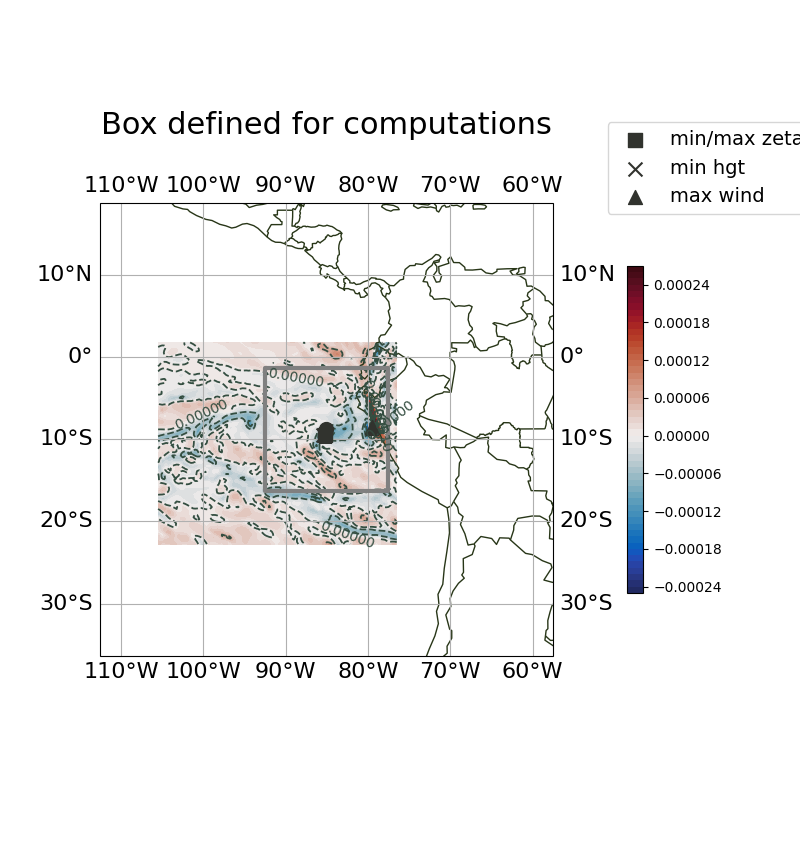 Box defined for computations
min/max zeta
min hgt
max wind
110°W 100°W 90°W 80°W 70°W 60°W
10°N 10°N
0° 0°
10°S 10°S
20°S 20°S
30°S 30°S
110°W 100°W 90°W 80°W 70°W 60°W
0.00000
0.00000
0.00000
0.00024
0.00018
0.00012
0.00006
0.00000
−0.00006
−0.00012
−0.00018
−0.00024